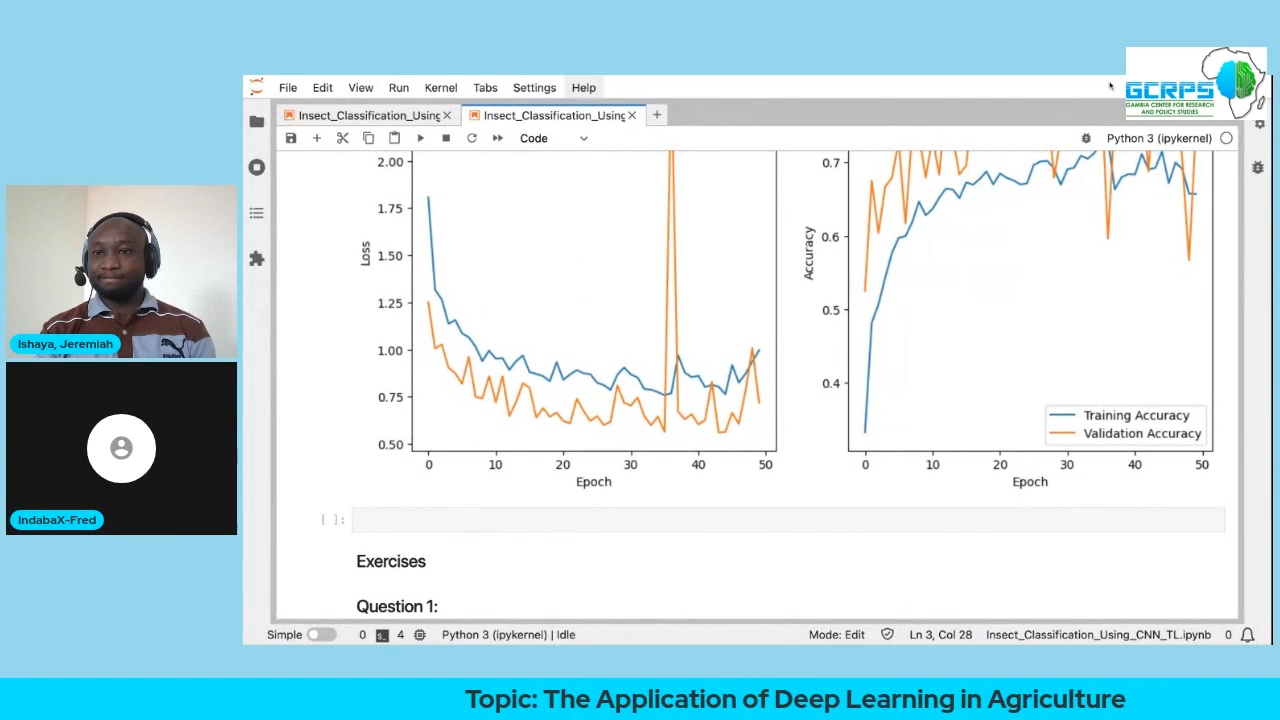 GCRPS
GAMBIA CENTER FOR RESEARCH
AND POLICY STUDIES
File Edit View Run Kernel Tabs Settings Help
Insect_Classification_Using
Insect_Classification_Using
Code
Python 3 (ipykernel)
2.00
1.75
1.50
1.25
1.00
0.75
0.50
Loss
0 10 20 30 40 50
Epoch
0.7
0.6
0.5
0.4
Accuracy
Training Accuracy
Validation Accuracy
0 10 20 30 40 50
Epoch
[ ]:
Exercises
Question 1:
Simple 0 4 Python 3 (ipykernel) | Idle
Mode: Edit Ln 3, Col 28 Insect_Classification_Using_CNN_TL.ipynb 0
Ishaya, Jeremiah
IndabaX-Fred
Topic: The Application of Deep Learning in Agriculture